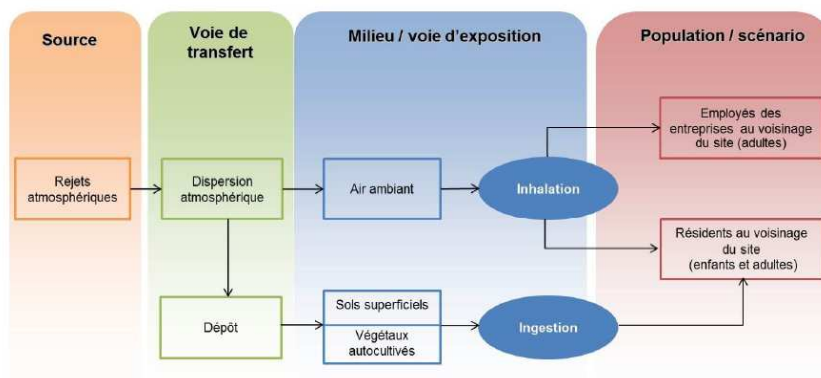 Source
Voie de
transfert
Milieu / voie d'exposition
Population / scénario
Rejets
atmosphériques
Dispersion
atmosphérique
Air ambiant
Inhalation
Employés des
entreprises au voisinage
du site (adultes)
Résidents au voisinage
du site
(enfants et adultes)
Dépôt
Sols superficiels
Végétaux
autocultivés
Ingestion